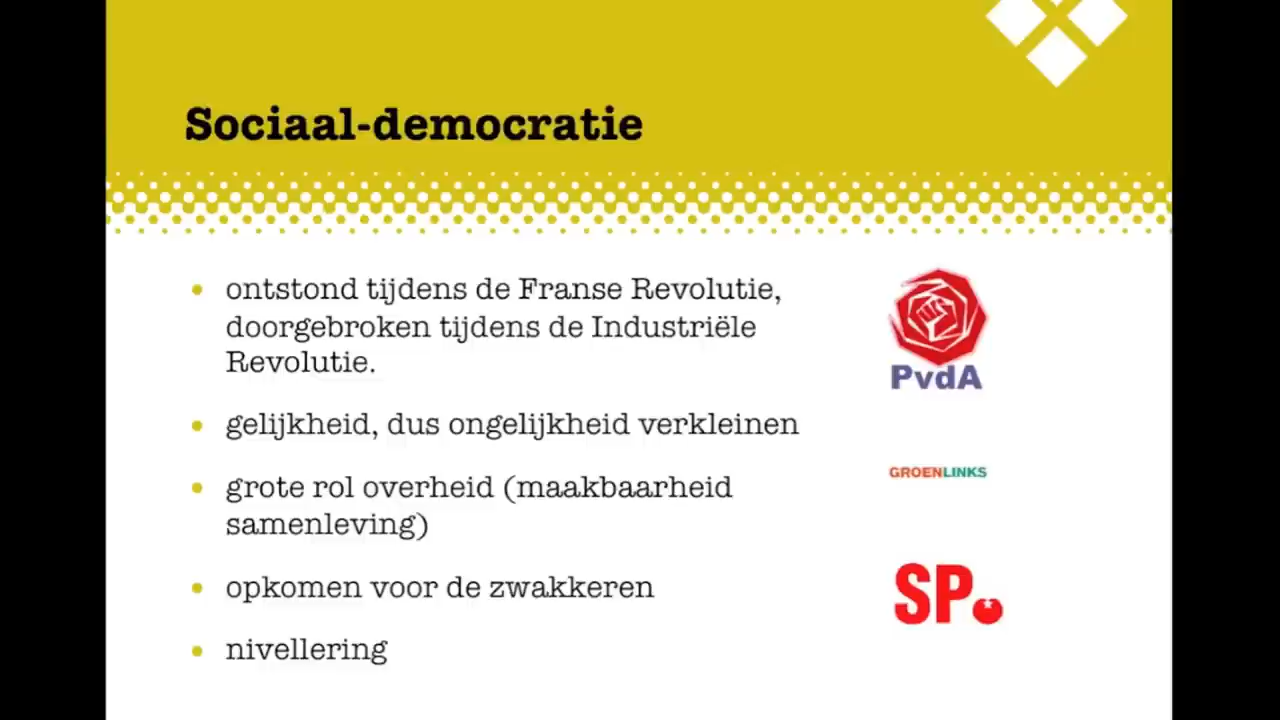 Sociaal-democratie
ontstond tijdens de Franse Revolutie,
doorgebroken tijdens de Industriële
Revolutie.
gelijkheid, dus ongelijkheid verkleinen
grote rol overheid (maakbaarheid
samenleving)
opkomen voor de zwakkeren
nivellering
PvdA
GROENLINKS
SP.